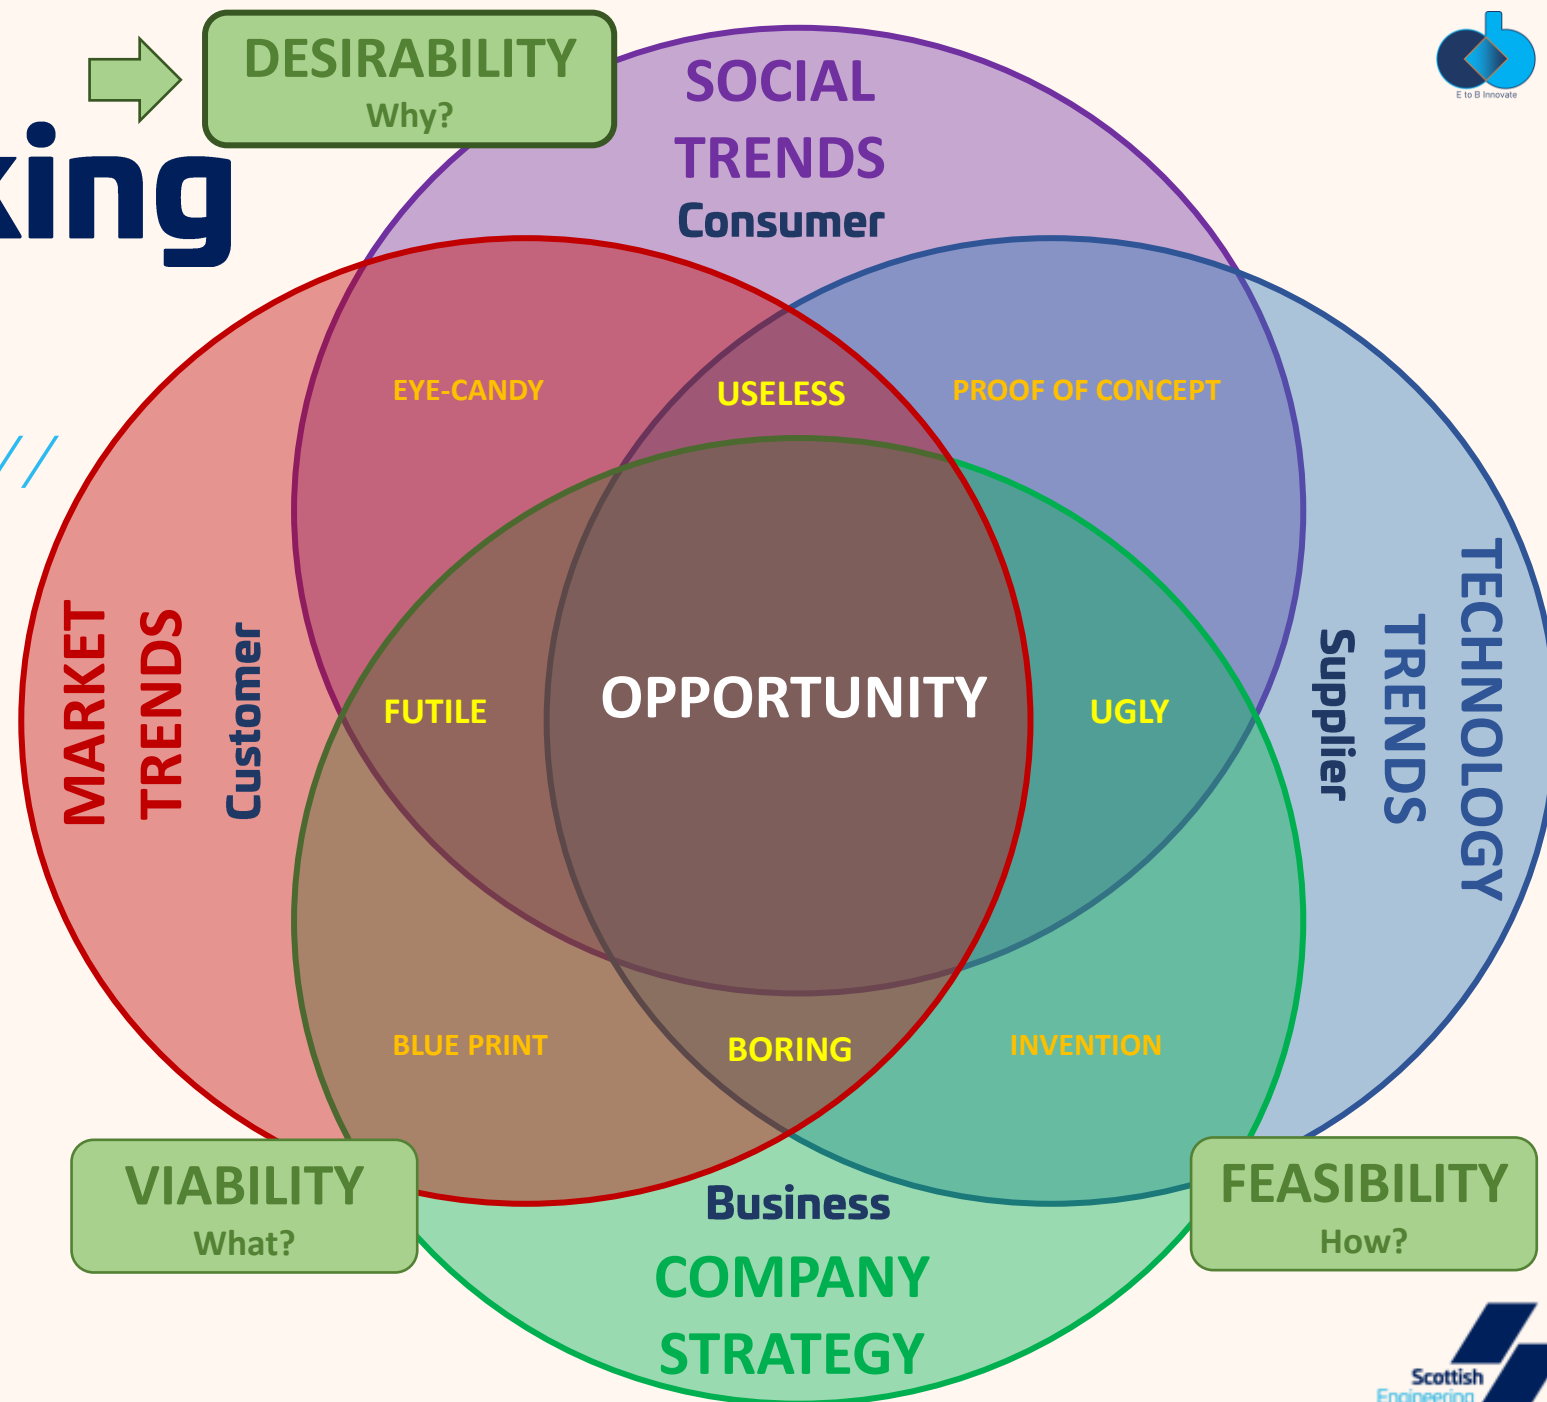 DESIRABILITY
Why?
king
E to B Innovate
SOCIAL
TRENDS
Consumer
EYE-CANDY
USELESS
PROOF OF CONCEPT
MARKET
TRENDS
Customer
FUTILE
OPPORTUNITY
UGLY
TECHNOLOGY
TRENDS
Supplier
BLUE PRINT
BORING
INVENTION
VIABILITY
What?
Business
COMPANY
STRATEGY
FEASIBILITY
How?
Scottish
Engineering